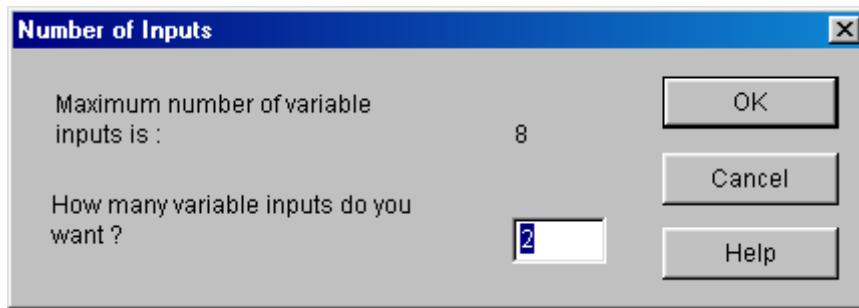 Number of Inputs
Maximum number of variable
inputs is :
8
OK
Cancel
How many variable inputs do you
want ?
2
Help